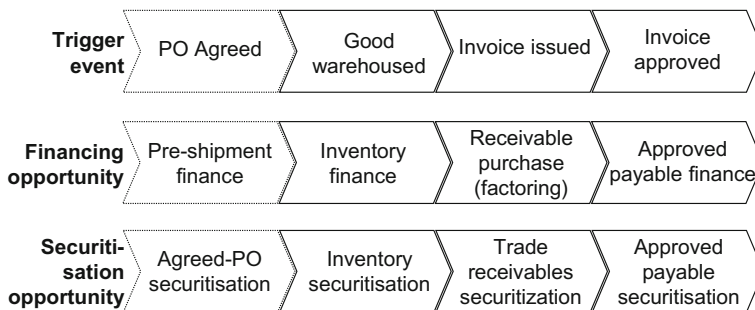 Trigger
event
PO Agreed
Good
warehoused
Invoice issued
Invoice
approved
Financing
opportunity
Pre-shipment
finance
Inventory
finance
Receivable
purchase
(factoring)
Approved
payable finance
Securiti-
sation
opportunity
Agreed-PO
securitisation
Inventory
securitisation
Trade
receivables
securitization
Approved
payable
securitisation